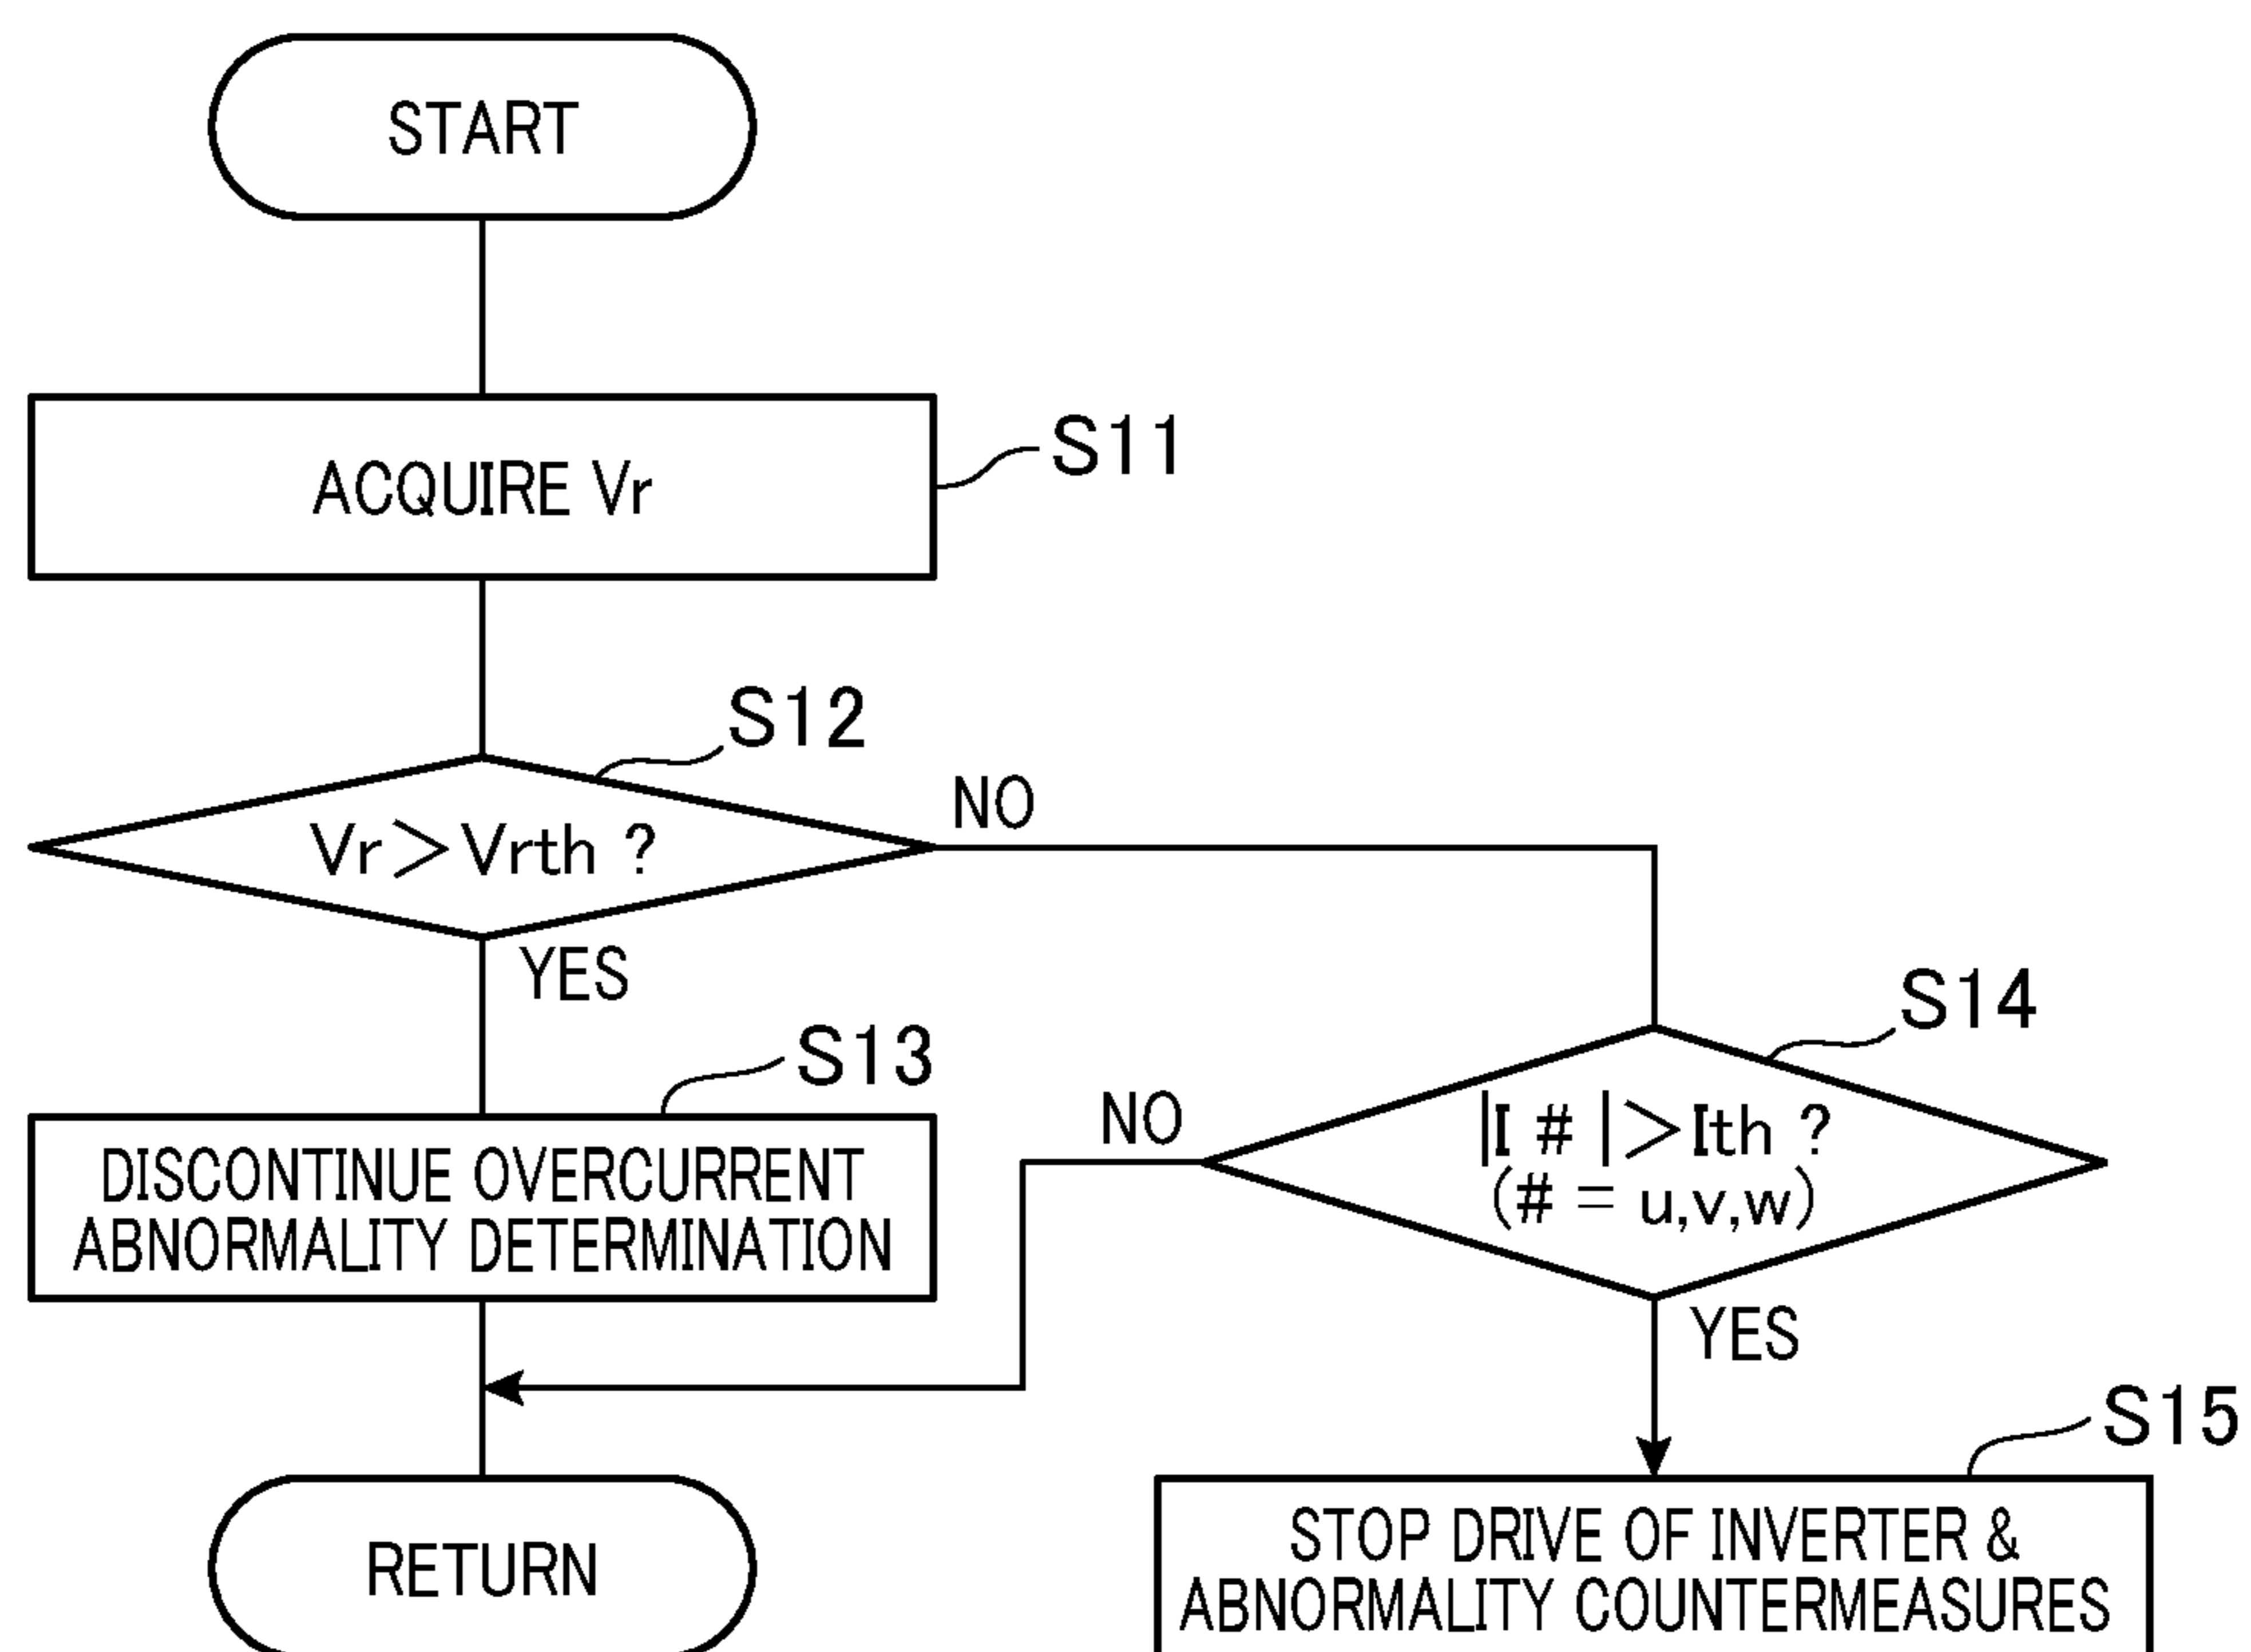 START
ACQUIRE Vr
S11
S12
Vr＞Vrth ?
NO
YES
S13
DISCONTINUE OVERCURRENT
ABNORMALITY DETERMINATION
S14
NO
|I # |＞Ith ?
(# = u,v,w)
YES
S15
RETURN
STOP DRIVE OF INVERTER &
ABNORMALITY COUNTERMEASURES